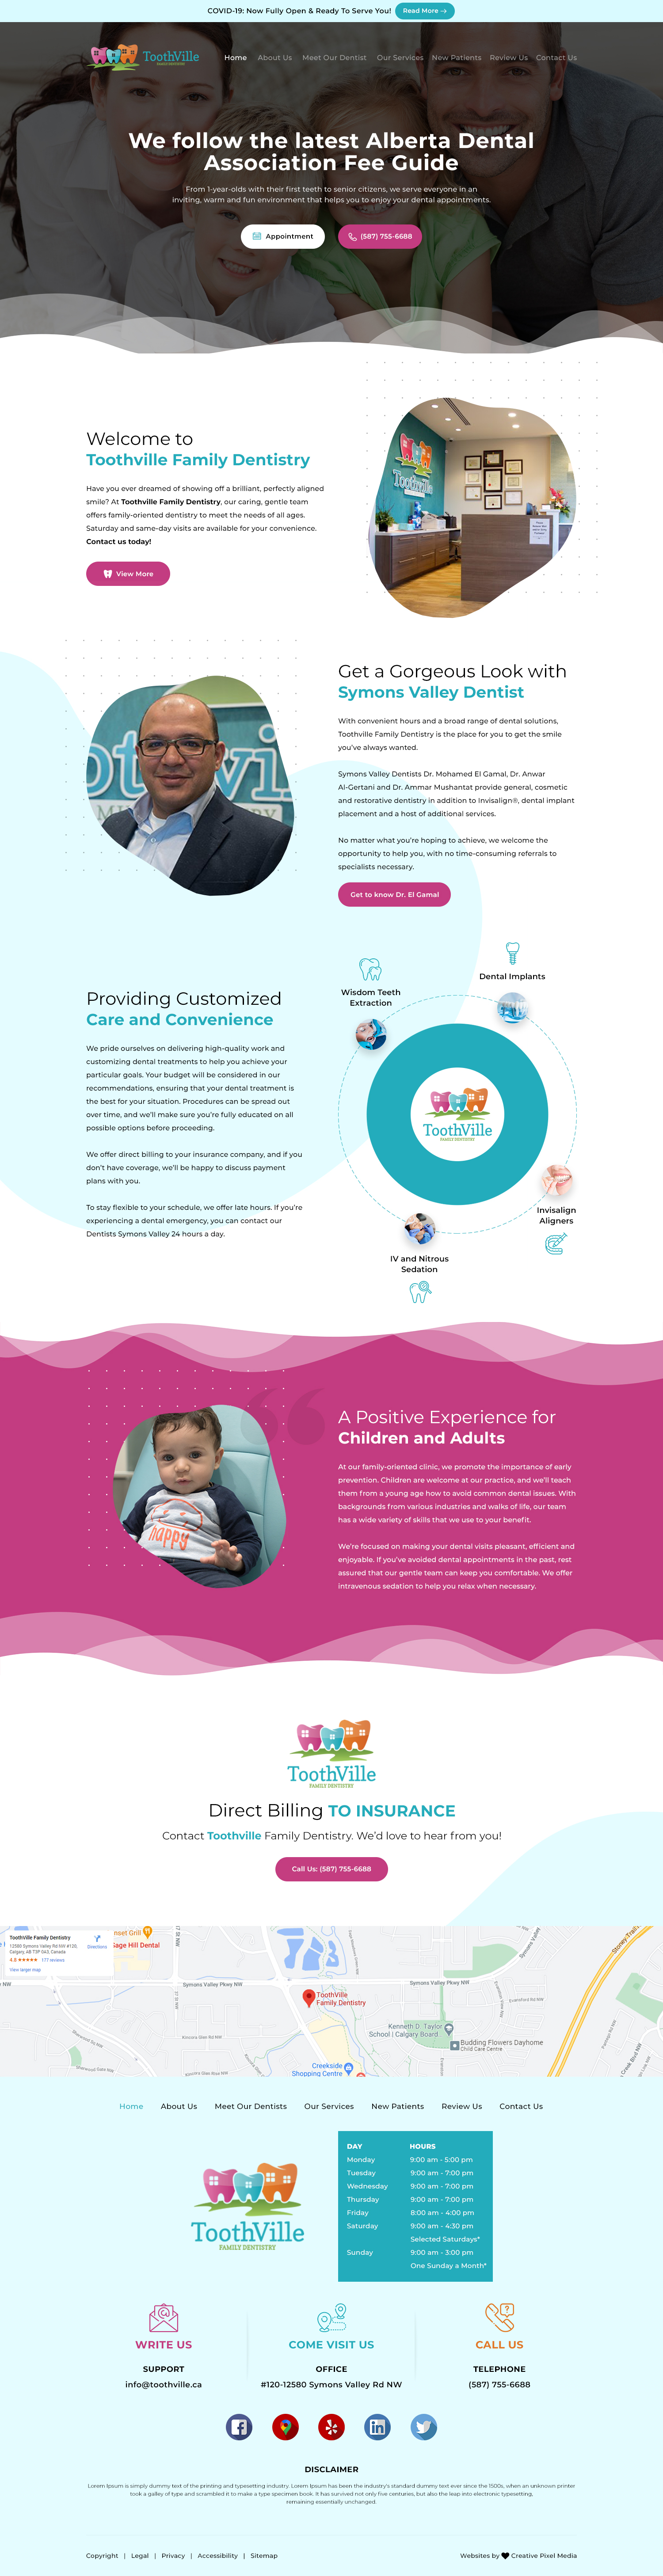 COVID-19: Now Fully Open & Ready To Serve You! Read More →
ToothVille
FAMILY DENTISTRY
Home About Us Meet Our Dentist Our Services New Patients Review Us Contact Us
We follow the latest Alberta Dental
Association Fee Guide
From 1-year-olds with their first teeth to senior citizens, we serve everyone in an
inviting, warm and fun environment that helps you to enjoy your dental appointments.
Appointment
(587) 755-6688
Welcome to
Toothville Family Dentistry
Have you ever dreamed of showing off a brilliant, perfectly aligned
smile? At Toothville Family Dentistry, our caring, gentle team
offers family-oriented dentistry to meet the needs of all ages.
Saturday and same-day visits are available for your convenience.
Contact us today!
View More
ToothVille
Get a Gorgeous Look with
Symons Valley Dentist
With convenient hours and a broad range of dental solutions,
Toothville Family Dentistry is the place for you to get the smile
you've always wanted.
Symons Valley Dentists Dr. Mohamed El Gamal, Dr. Anwar
Al-Gertani and Dr. Ammar Mushantat provide general, cosmetic
and restorative dentistry in addition to Invisalign®, dental implant
placement and a host of additional services.
No matter what you're hoping to achieve, we welcome the
opportunity to help you, with no time-consuming referrals to
specialists necessary.
Get to know Dr. El Gamal
Providing Customized
Care and Convenience
We pride ourselves on delivering high-quality work and
customizing dental treatments to help you achieve your
particular goals. Your budget will be considered in our
recommendations, ensuring that your dental treatment is
the best for your situation. Procedures can be spread out
over time, and we'll make sure you're fully educated on all
possible options before proceeding.
We offer direct billing to your insurance company, and if you
don't have coverage, we'll be happy to discuss payment
plans with you.
To stay flexible to your schedule, we offer late hours. If you're
experiencing a dental emergency, you can contact our
Dentists Symons Valley 24 hours a day.
Dental Implants
Wisdom Teeth
Extraction
ToothVille
FAMILY DENTISTRY
Invisalign
Aligners
IV and Nitrous
Sedation
happy
A Positive Experience for
Children and Adults
At our family-oriented clinic, we promote the importance of early
prevention. Children are welcome at our practice, and we'll teach
them from a young age how to avoid common dental issues. With
backgrounds from various industries and walks of life, our team
has a wide variety of skills that we use to your benefit.
We're focused on making your dental visits pleasant, efficient and
enjoyable. If you've avoided dental appointments in the past, rest
assured that our gentle team can keep you comfortable. We offer
intravenous sedation to help you relax when necessary.
ToothVille
FAMILY DENTISTRY
Direct Billing TO INSURANCE
Contact Toothville Family Dentistry. We'd love to hear from you!
Call Us: (587) 755-6688
ToothVille Family Dentistry
12580 Symons Valley Rd NW #120,
Calgary, AB T3P 0A3, Canada
4.8 ★★★★★ 177 reviews
View larger map
Directions
Sage Hill Dental
Symons Valley Pkwy NW
Symons Valley Pkwy NW
ToothVille
Family Dentistry
Kenneth D. Taylor
School | Calgary Board...
Budding Flowers Dayhome
Child Care Centre
Creekside
Shopping Centre
Home About Us Meet Our Dentists Our Services New Patients Review Us Contact Us
ToothVille
FAMILY DENTISTRY
DAY HOURS
Monday 9:00 am - 5:00 pm
Tuesday 9:00 am - 7:00 pm
Wednesday 9:00 am - 7:00 pm
Thursday 9:00 am - 7:00 pm
Friday 8:00 am - 4:00 pm
Saturday 9:00 am - 4:30 pm
Selected Saturdays*
Sunday 9:00 am - 3:00 pm
One Sunday a Month*
WRITE US
SUPPORT
info@toothville.ca
COME VISIT US
OFFICE
#120-12580 Symons Valley Rd NW
CALL US
TELEPHONE
(587) 755-6688
DISCLAIMER
Lorem Ipsum is simply dummy text of the printing and typesetting industry. Lorem Ipsum has been the industry's standard dummy text ever since the 1500s, when an unknown printer
took a galley of type and scrambled it to make a type specimen book. It has survived not only five centuries, but also the leap into electronic typesetting,
remaining essentially unchanged.
Copyright | Legal | Privacy | Accessibility | Sitemap
Websites by Creative Pixel Media